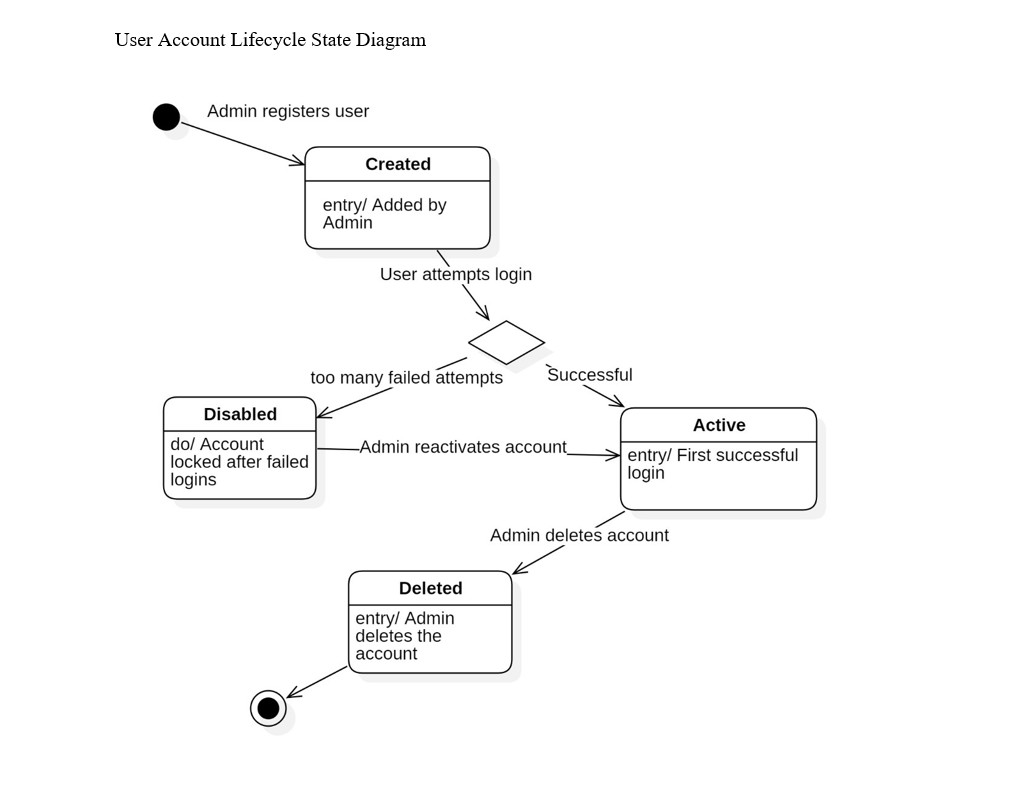 User Account Lifecycle State Diagram
Admin registers user
Created
entry/ Added by
Admin
User attempts login
too many failed attempts
Successful
Disabled
do/ Account
locked after failed
logins
Admin reactivates account
Active
entry/ First successful
login
Admin deletes account
Deleted
entry/ Admin
deletes the
account